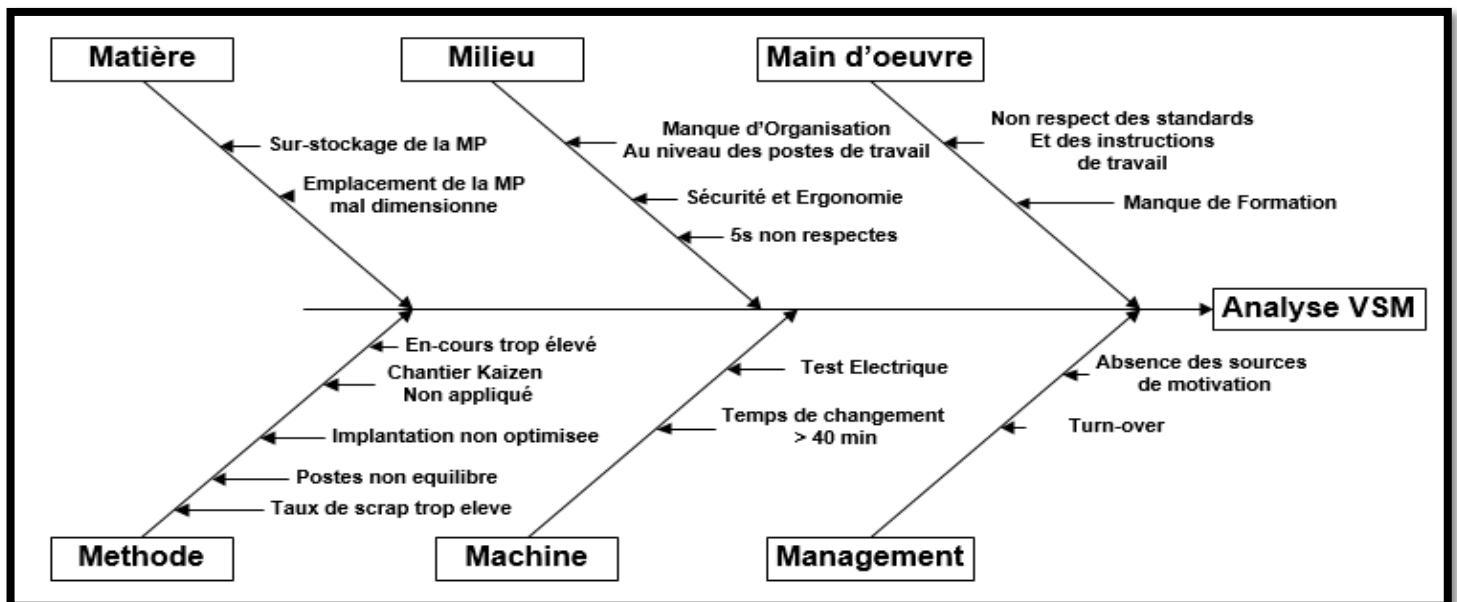 Matière
Milieu
Main d'oeuvre
Sur-stockage de la MP
Emplacement de la MP
mal dimensionne
Manque d'Organisation
Au niveau des postes de travail
Sécurité et Ergonomie
5s non respectes
Non respect des standards
Et des instructions
de travail
Manque de Formation
Analyse VSM
En-cours trop élevé
Chantier Kaizen
Non appliqué
Implantation non optimisee
Postes non equilibre
Taux de scrap trop eleve
Test Electrique
Temps de changement
> 40 min
Absence des sources
de motivation
Turn-over
Methode
Machine
Management